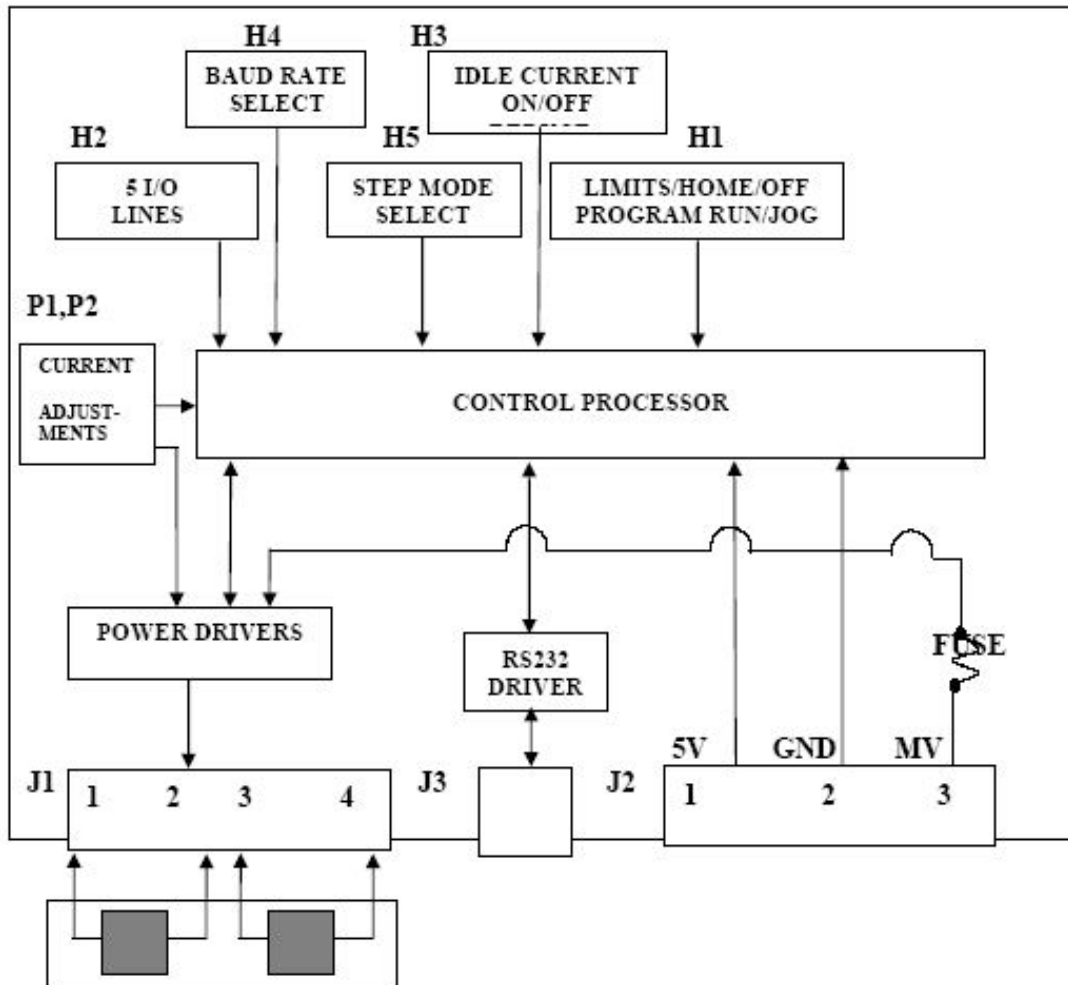 H4
BAUD RATE
SELECT
H3
IDLE CURRENT
ON/OFF
H2
5 I/O
LINES
H5
STEP MODE
SELECT
H1
LIMITS/HOME/OFF
PROGRAM RUN/JOG
P1,P2
CURRENT
ADJUST-
MENTS
CONTROL PROCESSOR
POWER DRIVERS
RS232
DRIVER
FUSE
5V GND MV
J1
1 2 3 4
J3
J2
1 2 3